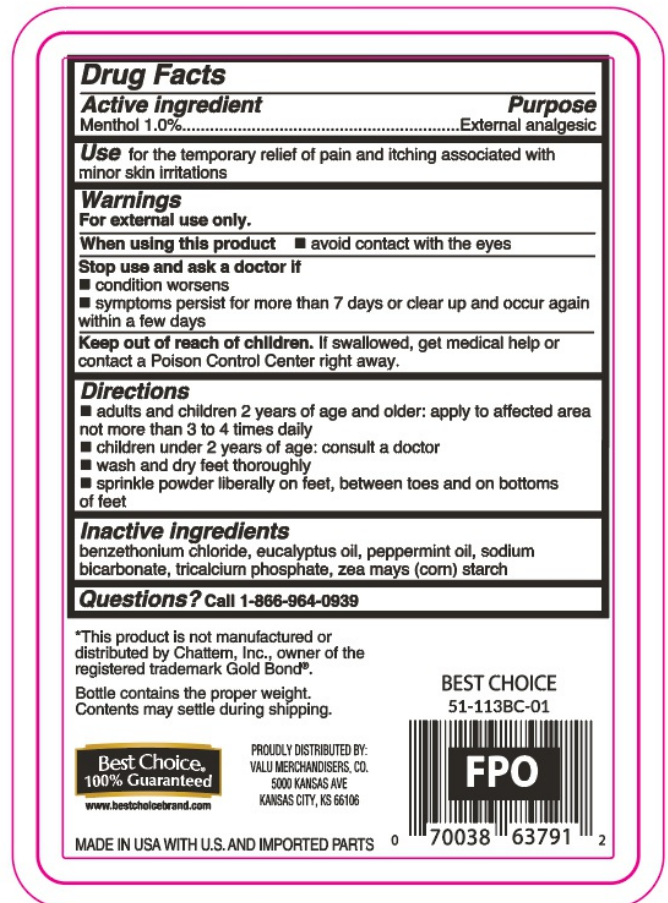 Drug Facts
Active ingredient Purpose
Menthol 1.0%..............................................................External analgesic
Use for the temporary relief of pain and itching associated with
minor skin irritations
Warnings
For external use only.
When using this product ■ avoid contact with the eyes
Stop use and ask a doctor if
■ condition worsens
■ symptoms persist for more than 7 days or clear up and occur again
within a few days
Keep out of reach of children. If swallowed, get medical help or
contact a Poison Control Center right away.
Directions
■ adults and children 2 years of age and older: apply to affected area
not more than 3 to 4 times daily
■ children under 2 years of age: consult a doctor
■ wash and dry feet thoroughly
■ sprinkle powder liberally on feet, between toes and on bottoms
of feet
Inactive ingredients
benzethonium chloride, eucalyptus oil, peppermint oil, sodium
bicarbonate, tricalcium phosphate, zea mays (corn) starch
Questions? Call 1-866-964-0939
*This product is not manufactured or
distributed by Chattem, Inc., owner of the
registered trademark Gold Bond®.
Bottle contains the proper weight.
Contents may settle during shipping.
Best Choice®
100% Guaranteed
www.bestchoicebrand.com
PROUDLY DISTRIBUTED BY:
VALU MERCHANDISERS, CO.
5000 KANSAS AVE
KANSAS CITY, KS 66106
MADE IN USA WITH U.S. AND IMPORTED PARTS
BEST CHOICE
51-113BC-01
FPO
0 70038 63791 2